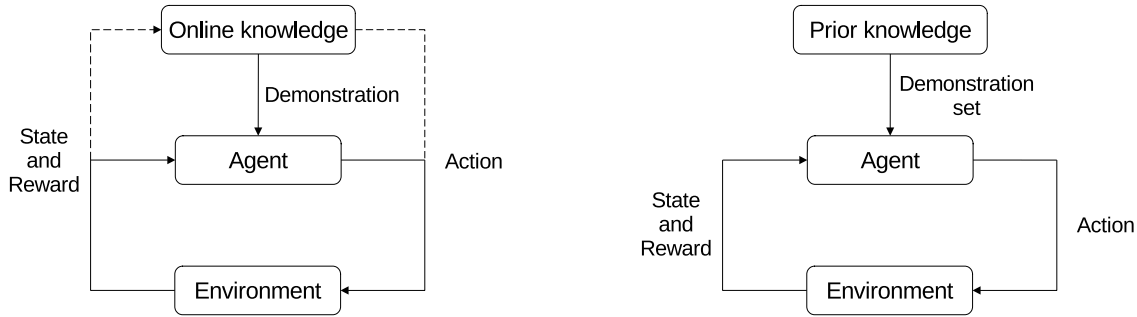 Online knowledge
Demonstration
State
and
Reward
Agent
Action
Environment
Prior knowledge
Demonstration
set
Agent
State
and
Reward
Action
Environment